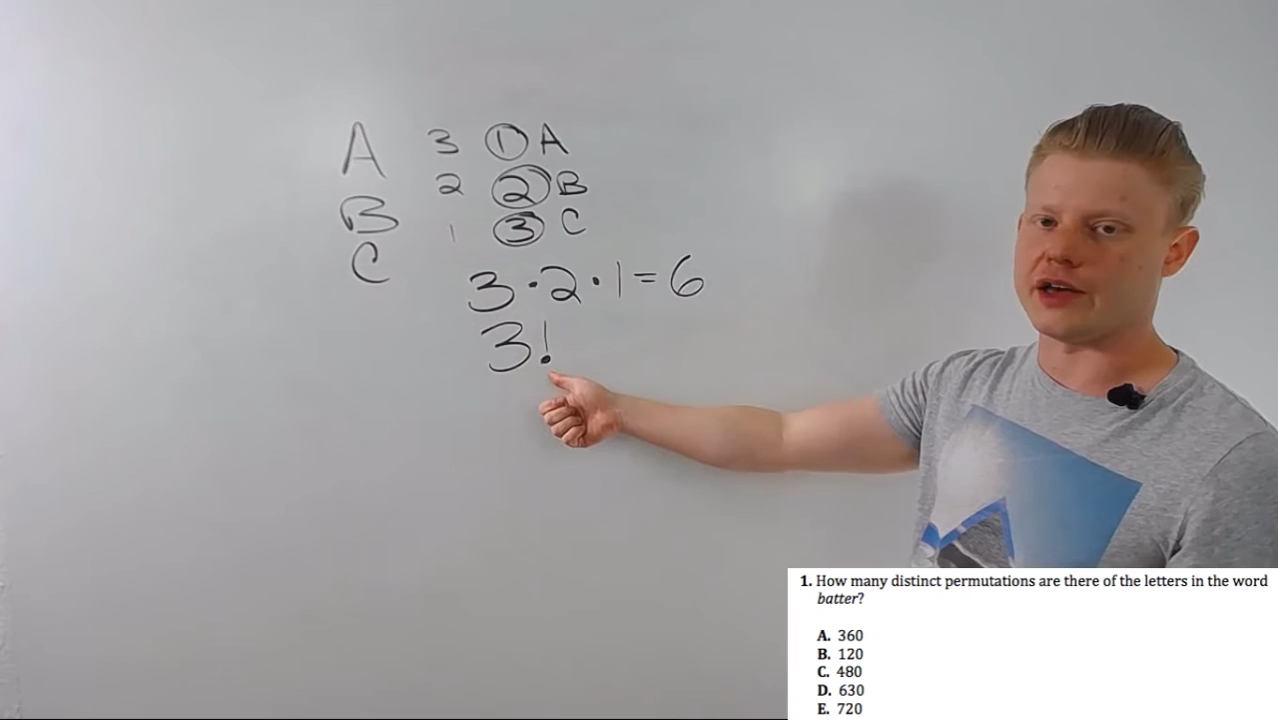 A 3 ① A
B 2 ② B
C 1 ③ C
3·2·1=6
3!
1. How many distinct permutations are there of the letters in the word
batter?
A. 360
B. 120
C. 480
D. 630
E. 720